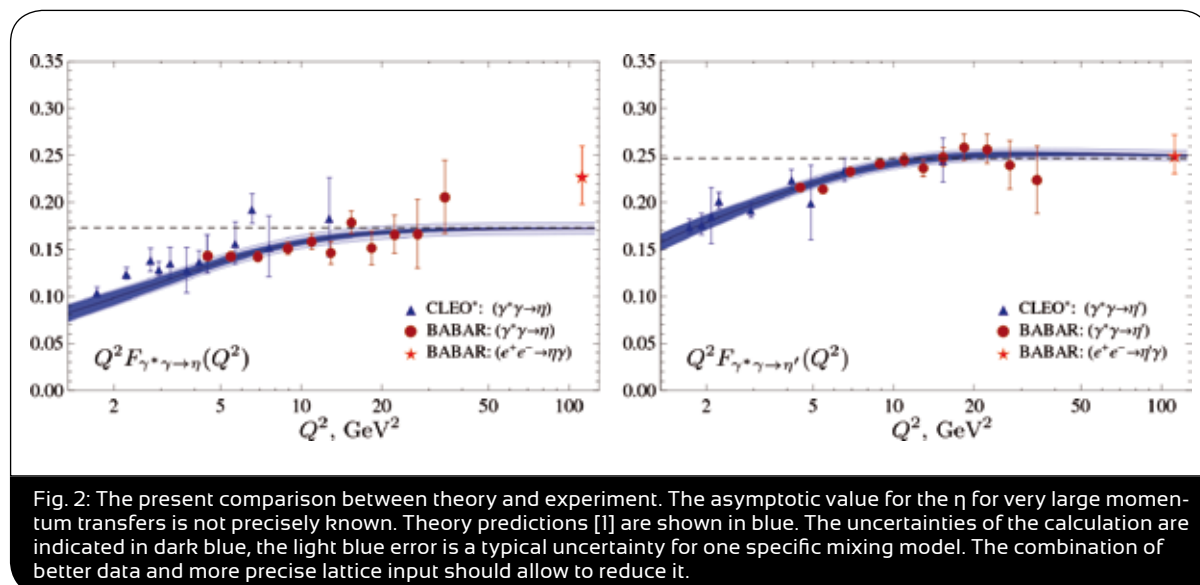 0.35
0.30
0.25
0.20
0.15
0.10
0.05
0.00
2 5 10 20 50 100
Q², GeV²
Q²Fγ*γ→η(Q²)
CLEO*: (γ*γ→η)
BABAR: (γ*γ→η)
BABAR: (e⁺e⁻→ηγ)
0.35
0.30
0.25
0.20
0.15
0.10
0.05
0.00
2 5 10 20 50 100
Q², GeV²
Q²Fγ*γ→η′(Q²)
CLEO*: (γ*γ→η′)
BABAR: (γ*γ→η′)
BABAR: (e⁺e⁻→η′γ)
Fig. 2: The present comparison between theory and experiment. The asymptotic value for the η for very large momen-
tum transfers is not precisely known. Theory predictions [1] are shown in blue. The uncertainties of the calculation are
indicated in dark blue, the light blue error is a typical uncertainty for one specific mixing model. The combination of
better data and more precise lattice input should allow to reduce it.